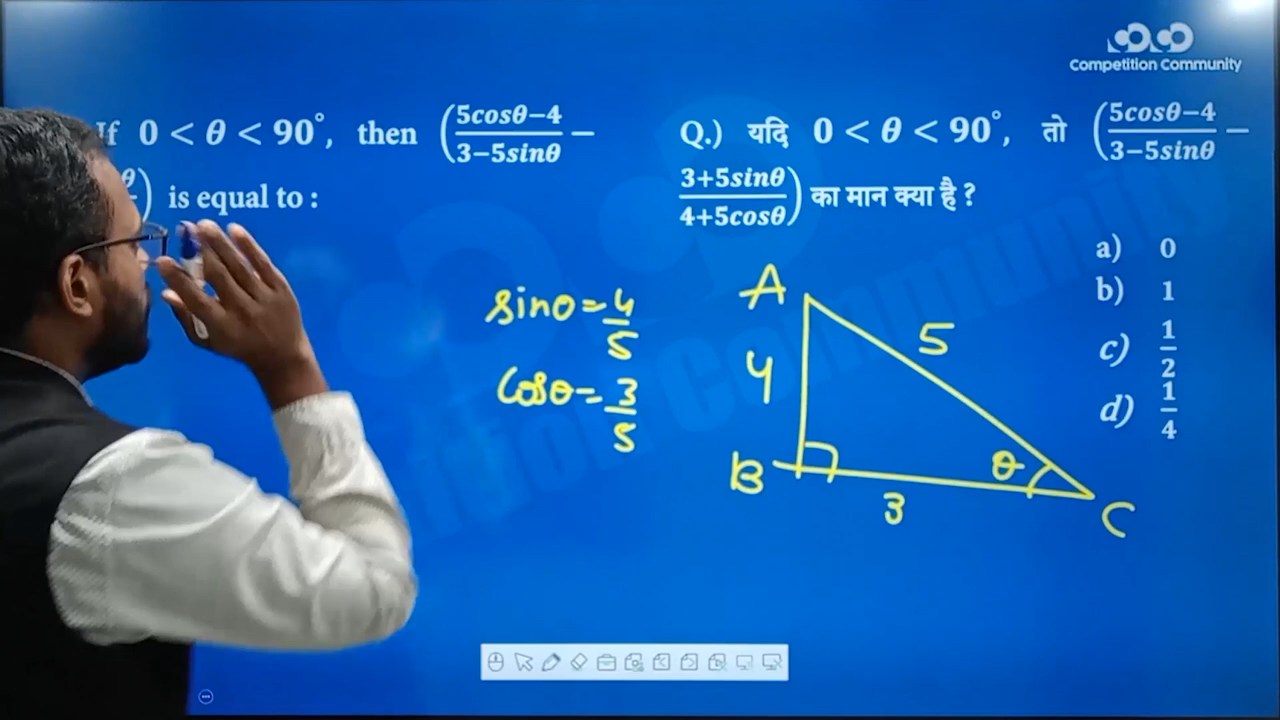 Competition Community
If 0 < θ < 90°, then (5cosθ−4/3−5sinθ −
θ) is equal to :
Q.) यदि 0 < θ < 90°, तो (5cosθ−4/3−5sinθ −
3+5sinθ/4+5cosθ) का मान क्या है ?
a) 0
b) 1
c) 1/2
d) 1/4
sinθ=4/5
cosθ=3/5
A
5
4
B
θ
3
C